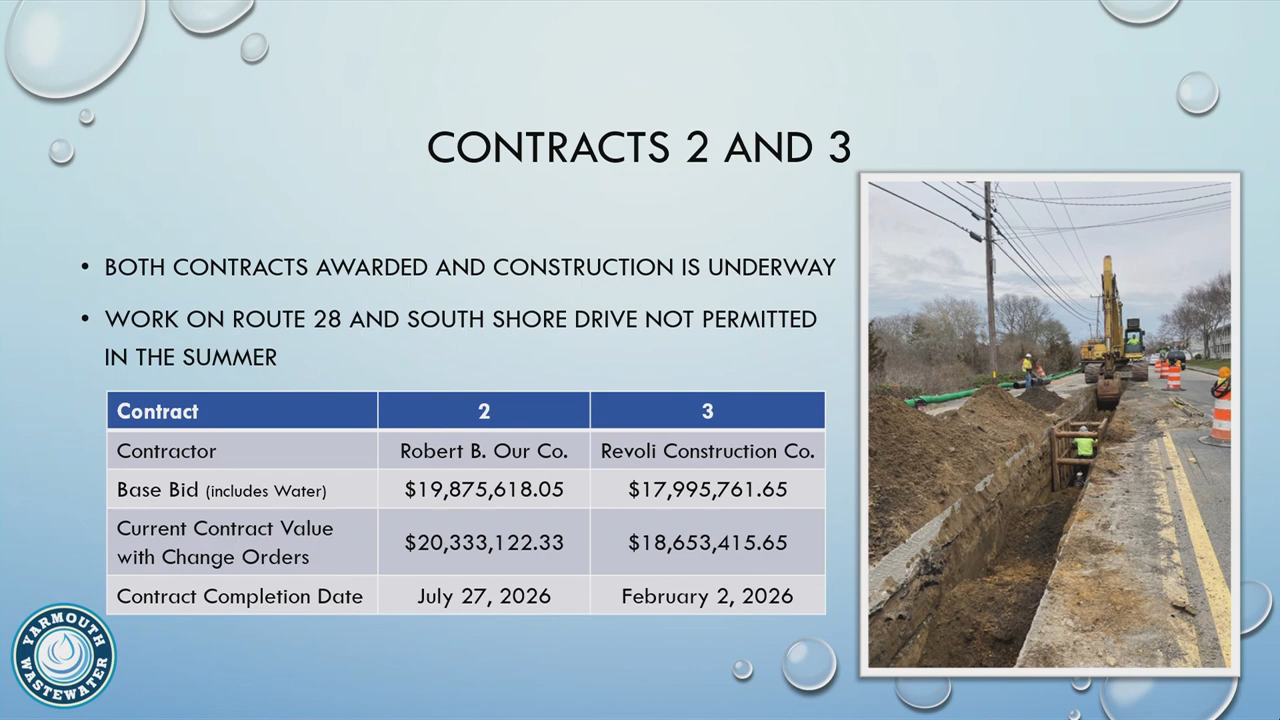 CONTRACTS 2 AND 3
• BOTH CONTRACTS AWARDED AND CONSTRUCTION IS UNDERWAY
• WORK ON ROUTE 28 AND SOUTH SHORE DRIVE NOT PERMITTED
IN THE SUMMER
Contract 2 3
Contractor Robert B. Our Co. Revoli Construction Co.
Base Bid (includes Water) $19,875,618.05 $17,995,761.65
Current Contract Value
with Change Orders $20,333,122.33 $18,653,415.65
Contract Completion Date July 27, 2026 February 2, 2026
YARMOUTH
WASTEWATER